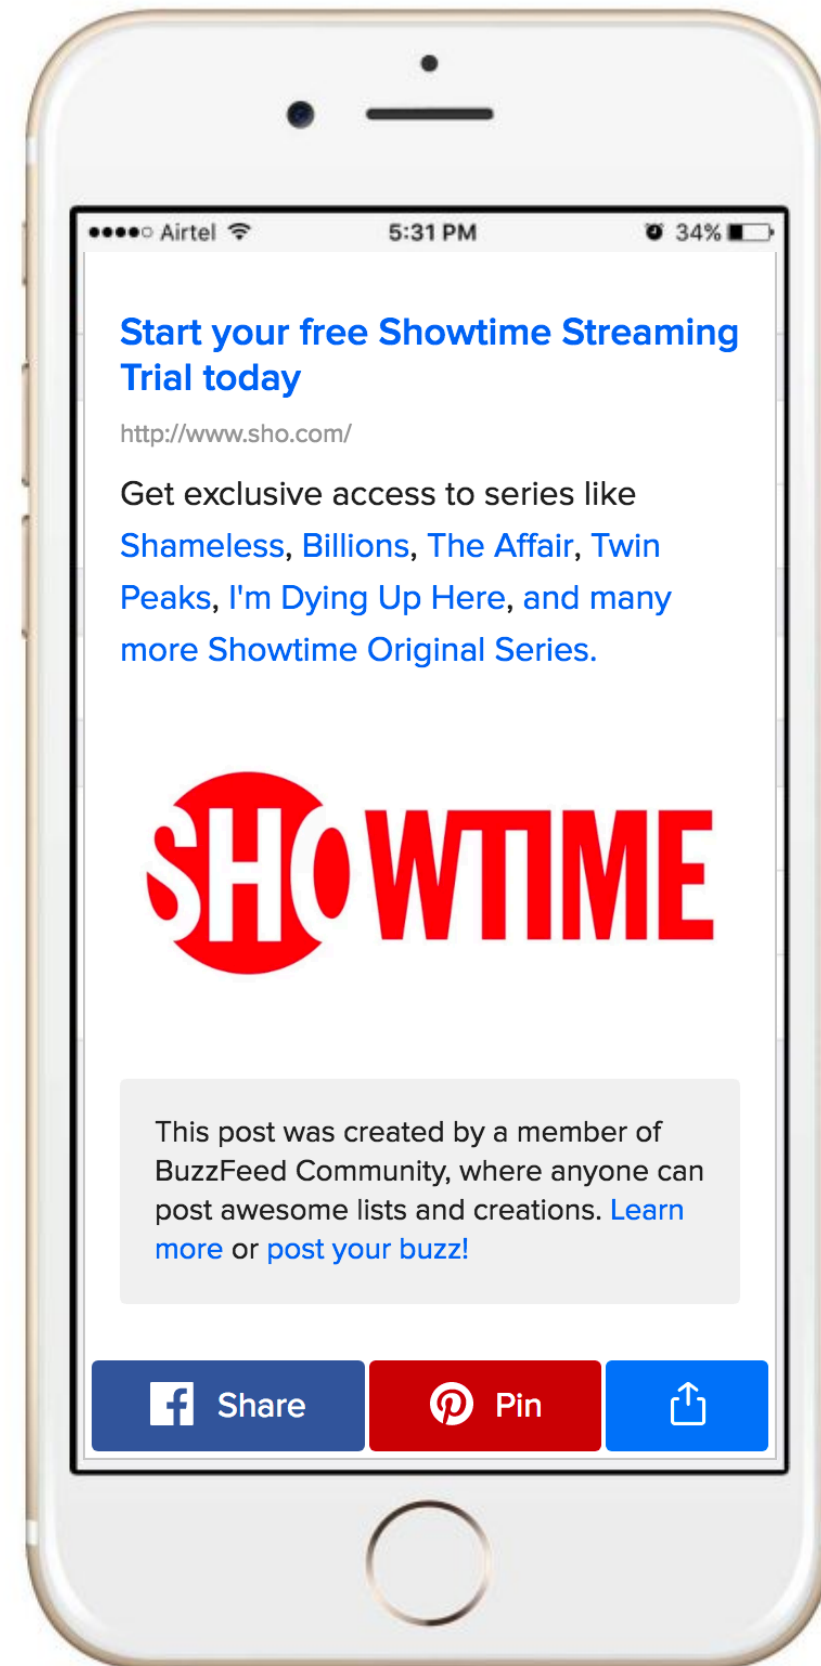 Airtel 5:31 PM 34%
Start your free Showtime Streaming
Trial today
http://www.sho.com/
Get exclusive access to series like
Shameless, Billions, The Affair, Twin
Peaks, I'm Dying Up Here, and many
more Showtime Original Series.
SHOWTIME
This post was created by a member of
BuzzFeed Community, where anyone can
post awesome lists and creations. Learn
more or post your buzz!
Share Pin